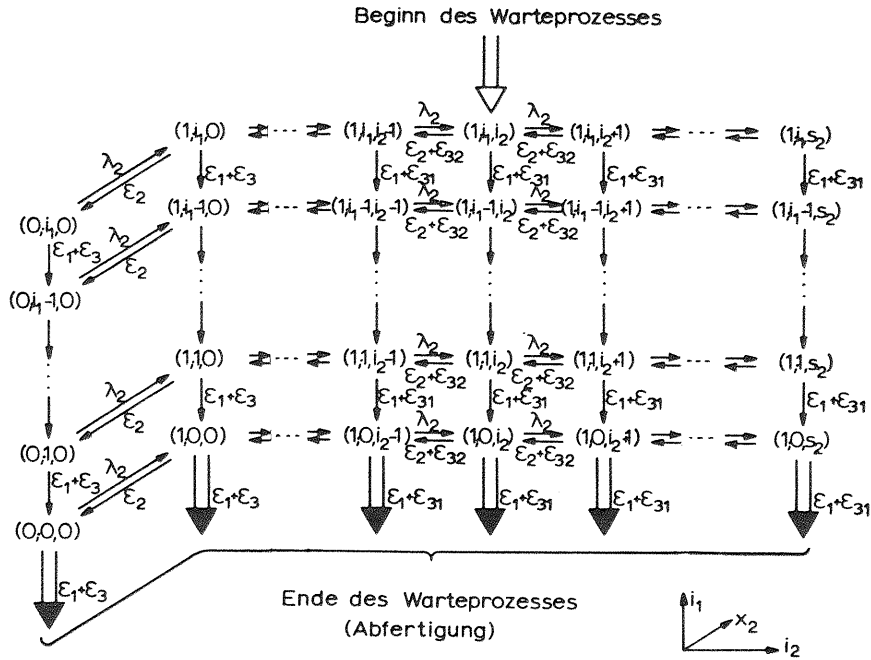 Beginn des Warteprozesses
λ₂ λ₂
(1,i₁,0) ··· (1,i₁,i₂-1) (1,i₁,i₂) (1,i₁,i₂+1) ··· (1,i₁,s₂)
λ₂ ε₂+ε₃₂ ε₂+ε₃₂
ε₂ ε₁+ε₃ ε₁+ε₃₁ ε₁+ε₃₁ ε₁+ε₃₁ ε₁+ε₃₁
λ₂ λ₂
(1,i₁-1,0) ··· (1,i₁-1,i₂-1) (1,i₁-1,i₂) (1,i₁-1,i₂+1) ··· (1,i₁-1,s₂)
(0,i₁,0) λ₂ ε₂+ε₃₂ ε₂+ε₃₂
ε₁+ε₃ ε₂
(0,i₁-1,0)
λ₂ λ₂
(1,1,0) ··· (1,1,i₂-1) (1,1,i₂) (1,1,i₂+1) ··· (1,1,s₂)
λ₂ ε₂+ε₃₂ ε₂+ε₃₂
ε₂ ε₁+ε₃ ε₁+ε₃₁ ε₁+ε₃₁ ε₁+ε₃₁ ε₁+ε₃₁
λ₂ λ₂
(1,0,0) ··· (1,0,i₂-1) (1,0,i₂) (1,0,i₂+1) ··· (1,0,s₂)
(0,1,0) λ₂ ε₂+ε₃₂ ε₂+ε₃₂
ε₁+ε₃ ε₂ ε₁+ε₃ ε₁+ε₃₁ ε₁+ε₃₁ ε₁+ε₃₁ ε₁+ε₃₁
(0,0,0)
ε₁+ε₃
Ende des Warteprozesses
(Abfertigung)
i₁
x₂
i₂